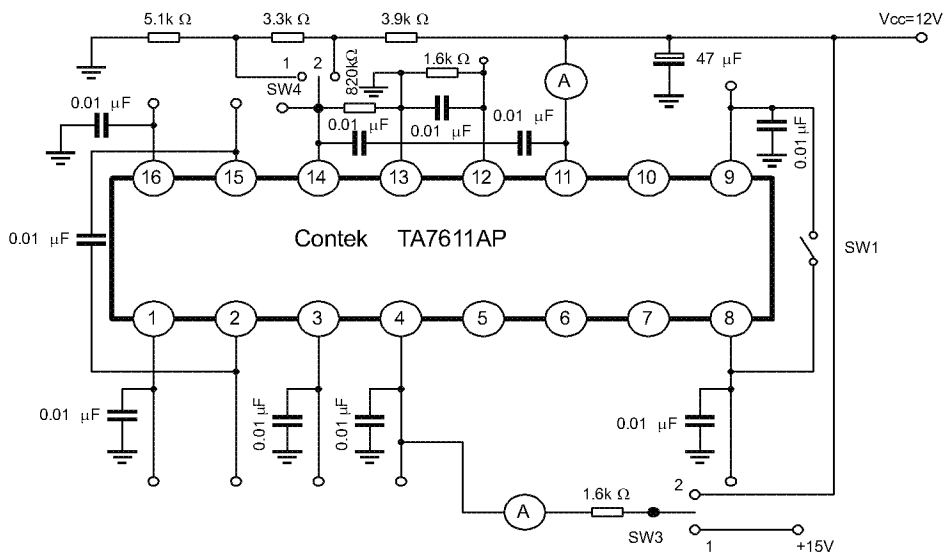 5.1k Ω
3.3k Ω
3.9k Ω
Vcc=12V
1
2
SW4
820kΩ
1.6k Ω
A
47 μF
0.01 μF
0.01 μF
0.01 μF
0.01 μF
0.01 μF
16
15
14
13
12
11
10
9
0.01 μF
Contek TA7611AP
SW1
1
2
3
4
5
6
7
8
0.01 μF
0.01 μF
0.01 μF
0.01 μF
A
1.6k Ω
SW3
2
1
+15V